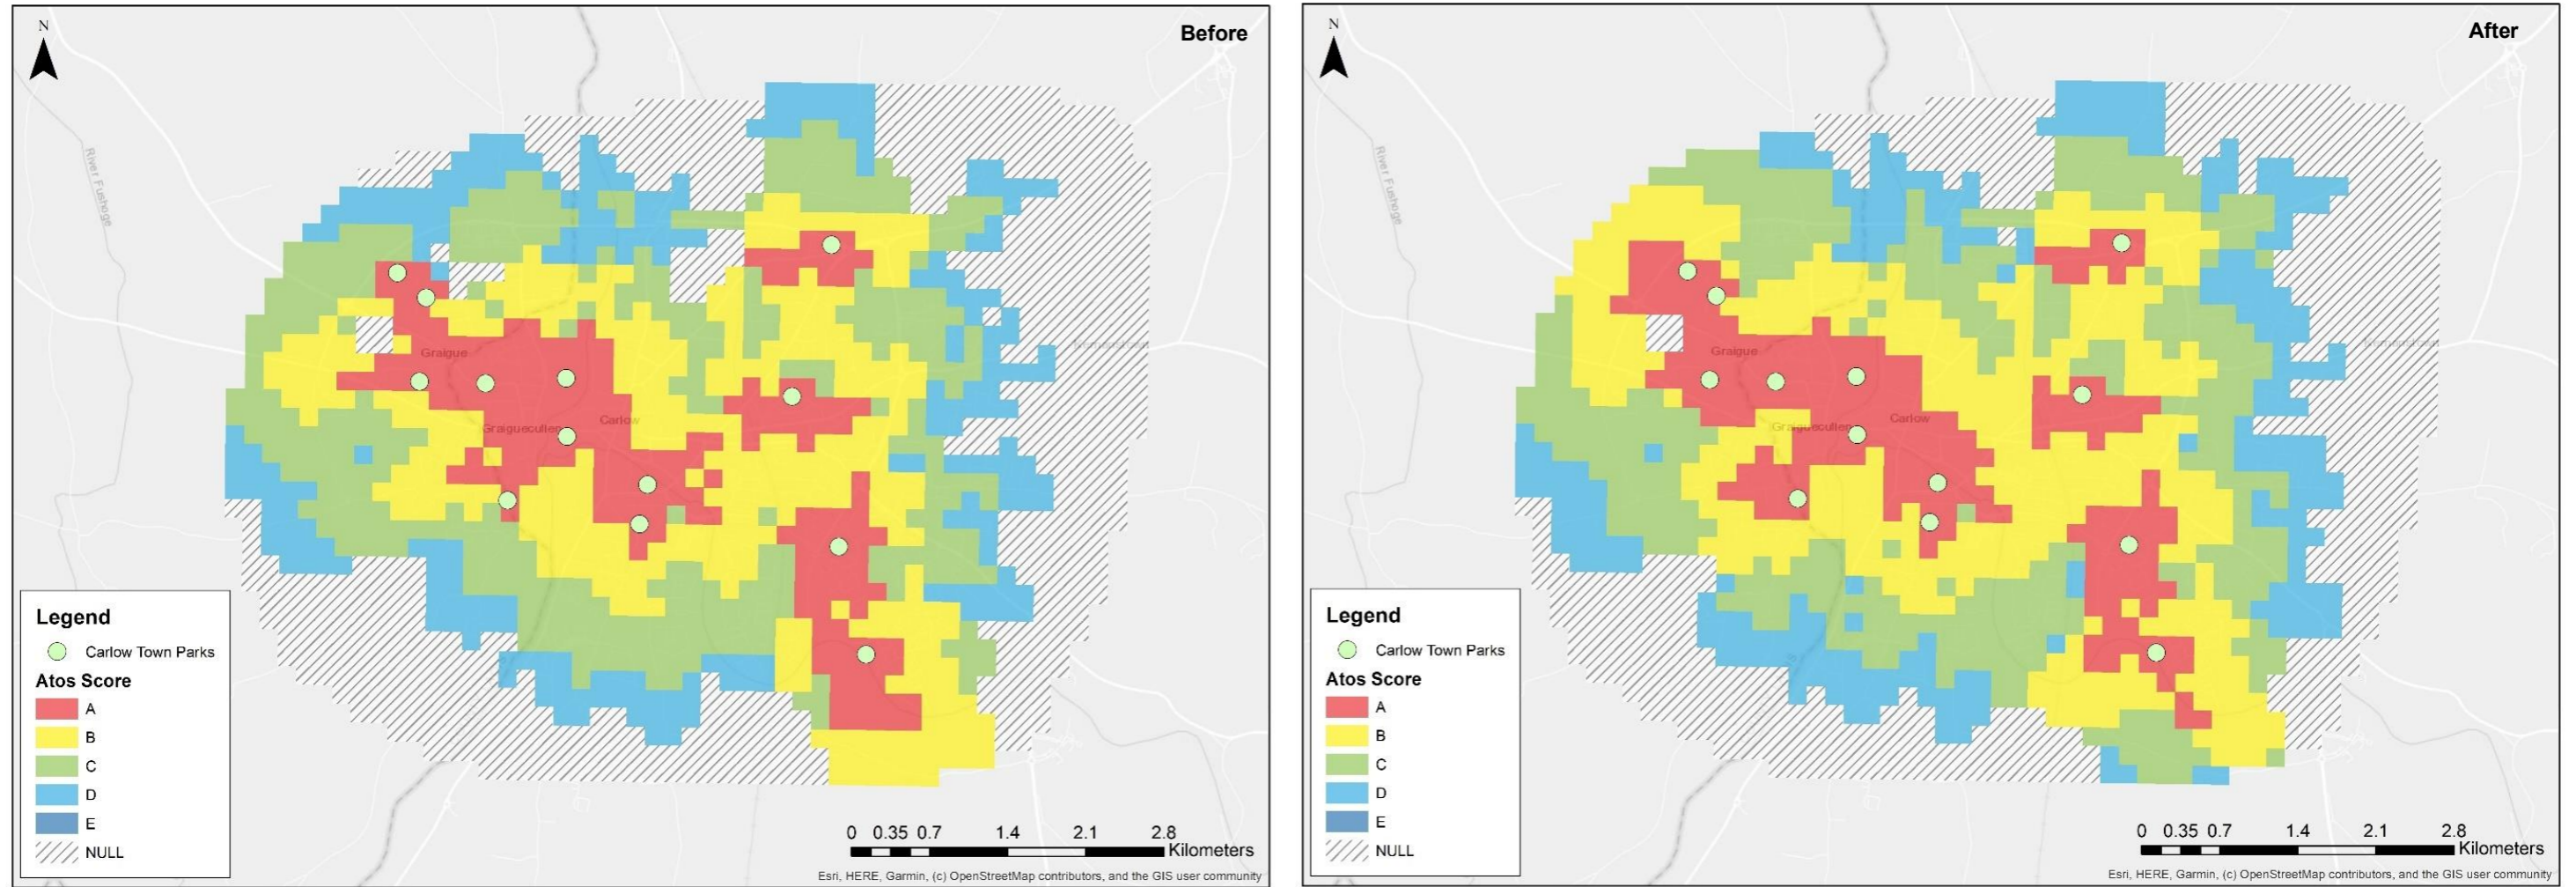 Before
N
River Fushoge
Graigue
Carlow
Graiguecullen
Legend
Carlow Town Parks
Atos Score
A
B
C
D
E
NULL
0 0.35 0.7 1.4 2.1 2.8
Kilometers
Esri, HERE, Garmin, (c) OpenStreetMap contributors, and the GIS user community
After
N
River Fushoge
Graigue
Carlow
Graiguecullen
Legend
Carlow Town Parks
Atos Score
A
B
C
D
E
NULL
0 0.35 0.7 1.4 2.1 2.8
Kilometers
Esri, HERE, Garmin, (c) OpenStreetMap contributors, and the GIS user community